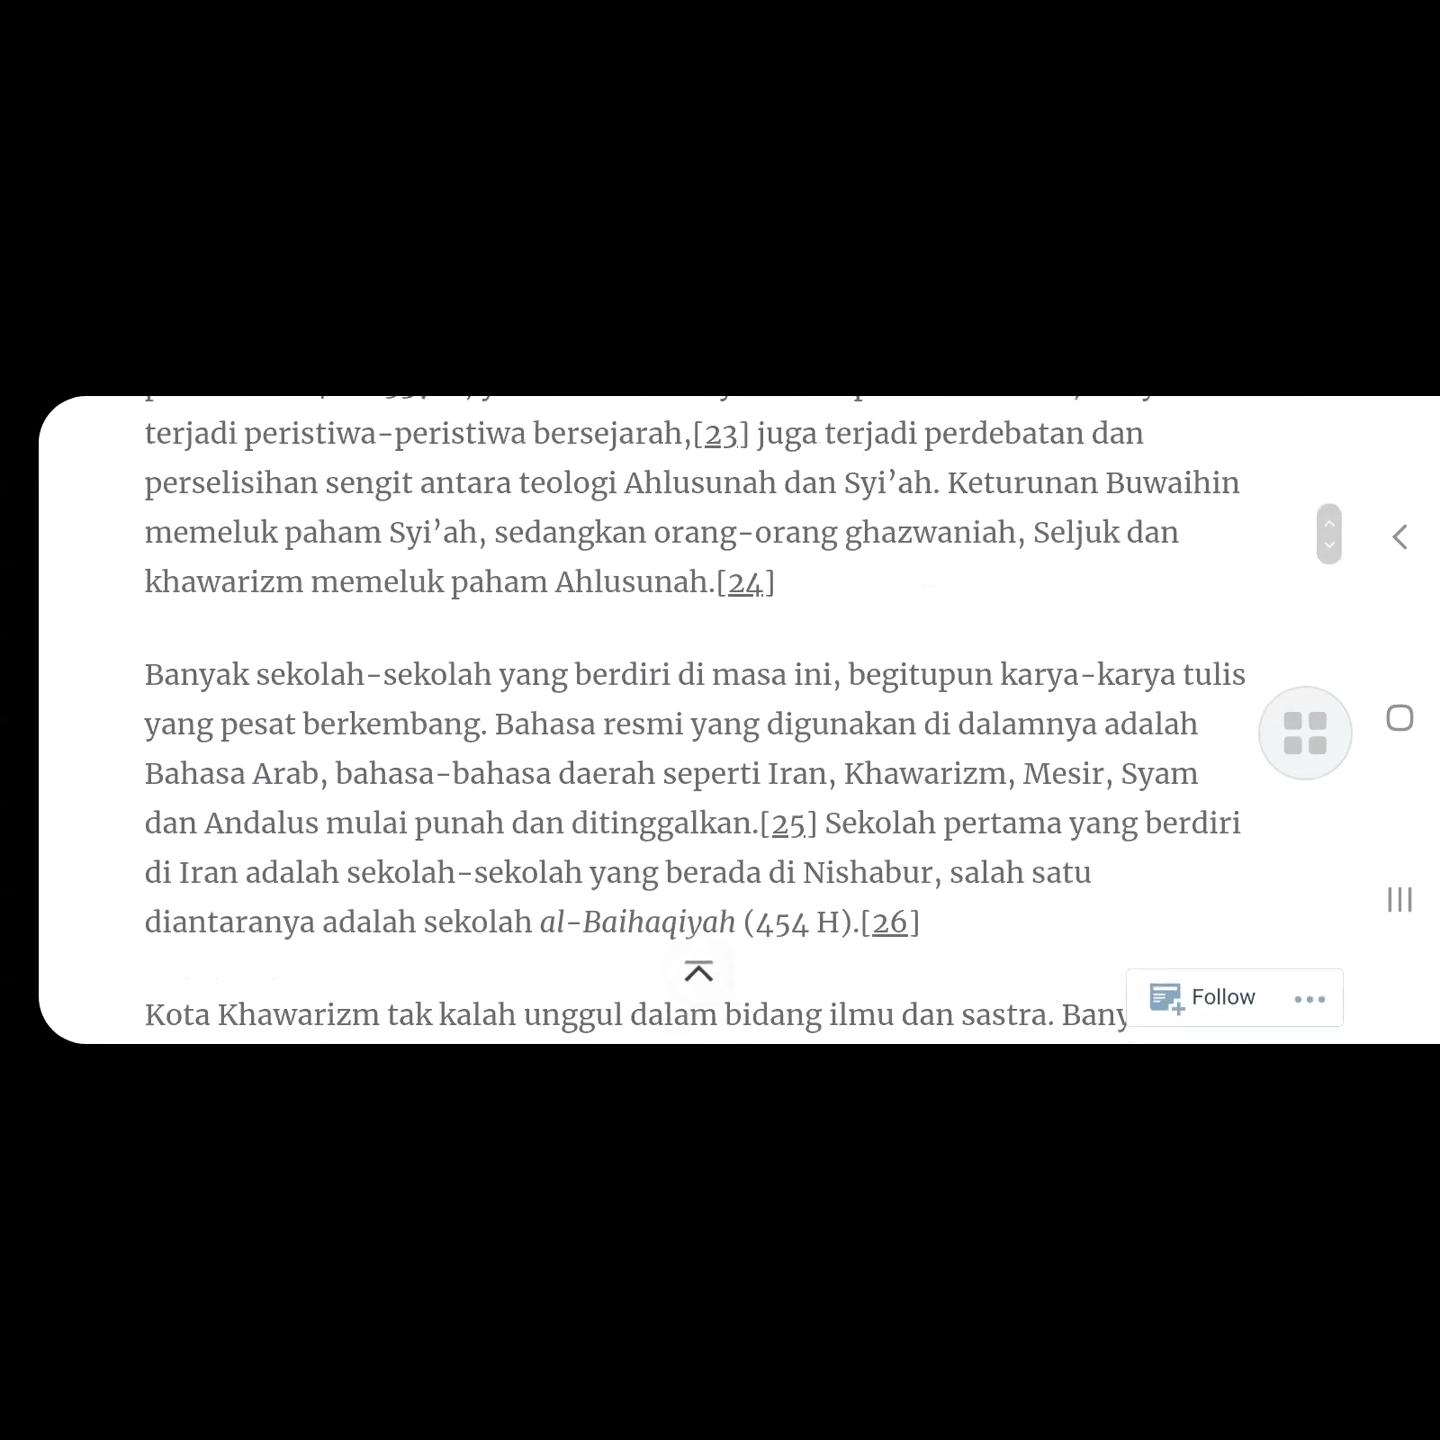 terjadi peristiwa-peristiwa bersejarah,[23] juga terjadi perdebatan dan
perselisihan sengit antara teologi Ahlusunah dan Syi’ah. Keturunan Buwaihin
memeluk paham Syi’ah, sedangkan orang-orang ghazwaniah, Seljuk dan
khawarizm memeluk paham Ahlusunah.[24]
Banyak sekolah-sekolah yang berdiri di masa ini, begitupun karya-karya tulis
yang pesat berkembang. Bahasa resmi yang digunakan di dalamnya adalah
Bahasa Arab, bahasa-bahasa daerah seperti Iran, Khawarizm, Mesir, Syam
dan Andalus mulai punah dan ditinggalkan.[25] Sekolah pertama yang berdiri
di Iran adalah sekolah-sekolah yang berada di Nishabur, salah satu
diantaranya adalah sekolah al-Baihaqiyah (454 H).[26]
Kota Khawarizm tak kalah unggul dalam bidang ilmu dan sastra. Bany
Follow